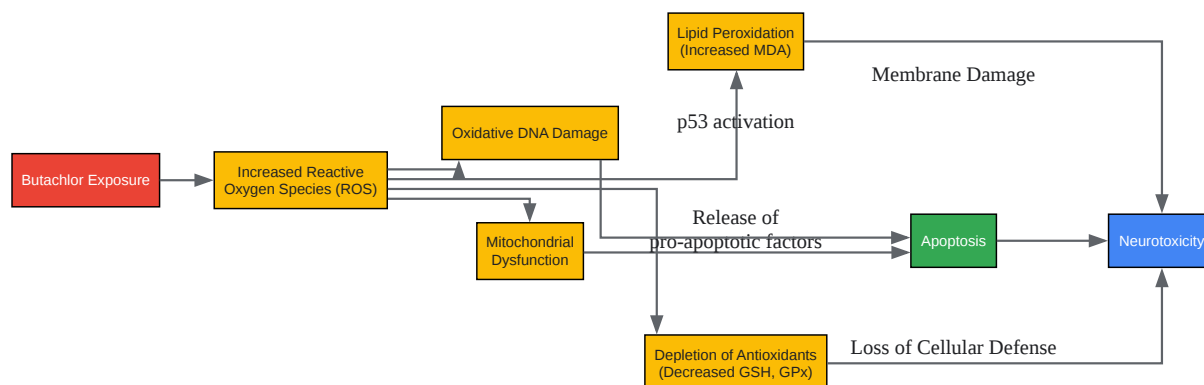 Lipid Peroxidation
(Increased MDA)
Membrane Damage
p53 activation
Oxidative DNA Damage
Butachlor Exposure
Increased Reactive
Oxygen Species (ROS)
Mitochondrial
Dysfunction
Release of
pro-apoptotic factors
Apoptosis
Neurotoxicity
Depletion of Antioxidants
(Decreased GSH, GPx)
Loss of Cellular Defense